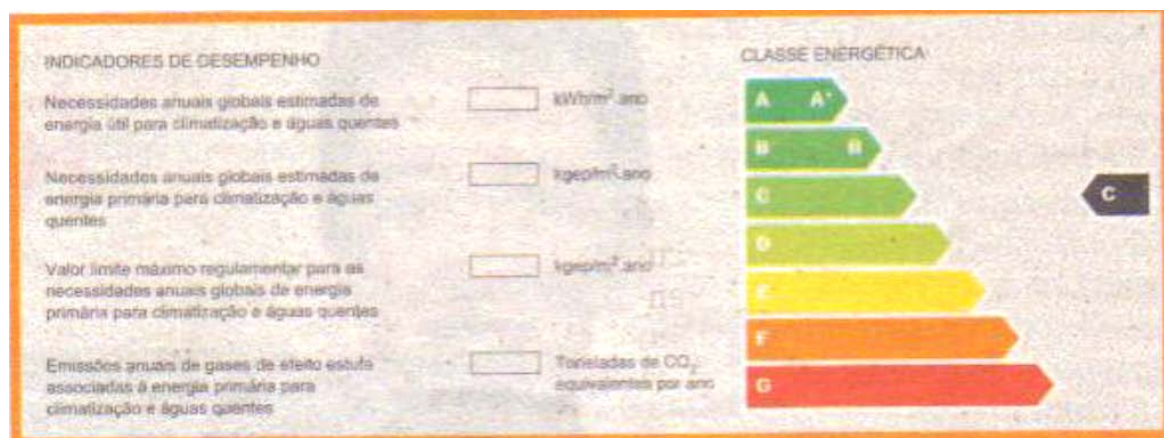 INDICADORES DE DESEMPENHO
Necessidades anuais globais estimadas de
energia útil para climatização e águas quentes
kWh/m².ano
Necessidades anuais globais estimadas de
energia primária para climatização e águas
quentes
kgep/m².ano
Valor limite máximo regulamentar para as
necessidades anuais globais de energia
primária para climatização e águas quentes
kgep/m².ano
Emissões anuais de gases de efeito estufa
associadas à energia primária para
climatização e águas quentes
Toneladas de CO₂
equivalentes por ano
CLASSE ENERGÉTICA
A A+
B B
C
D
E
F
G
C